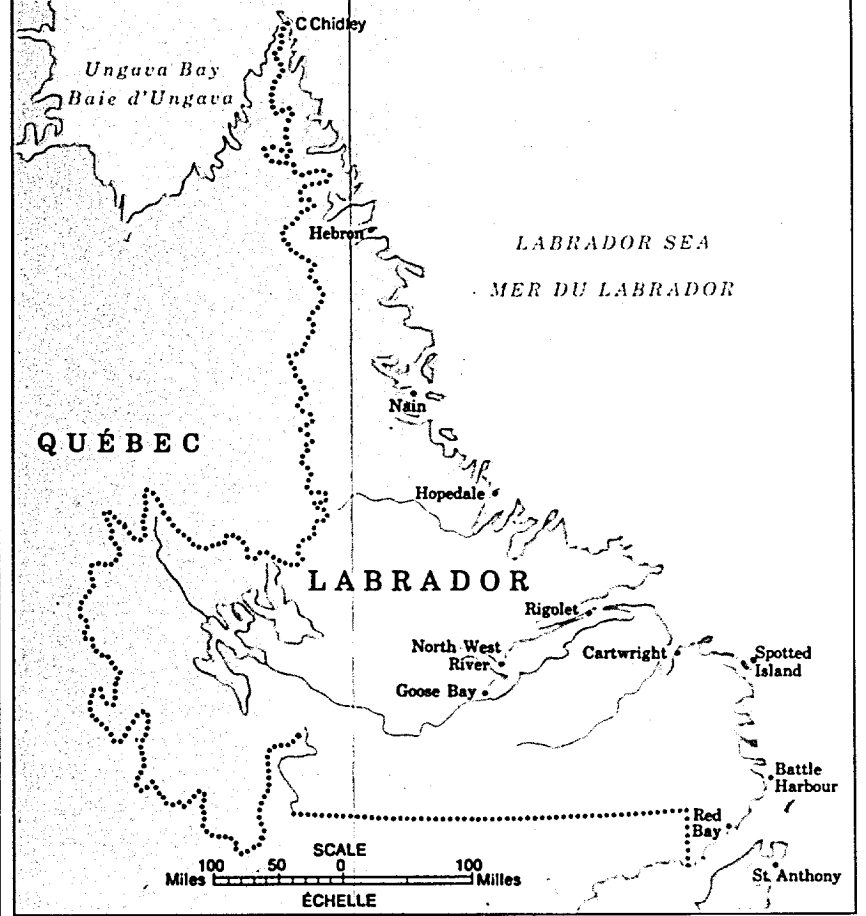 C Chidley
Ungava Bay
Baie d'Ungava
Hebron
LABRADOR SEA
MER DU LABRADOR
Nain
QUÉBEC
Hopedale
LABRADOR
Rigolet
North West
River
Cartwright
Spotted
Island
Goose Bay
Battle
Harbour
Red
Bay
St. Anthony
SCALE
100 50 0 100
Miles Milles
ÉCHELLE